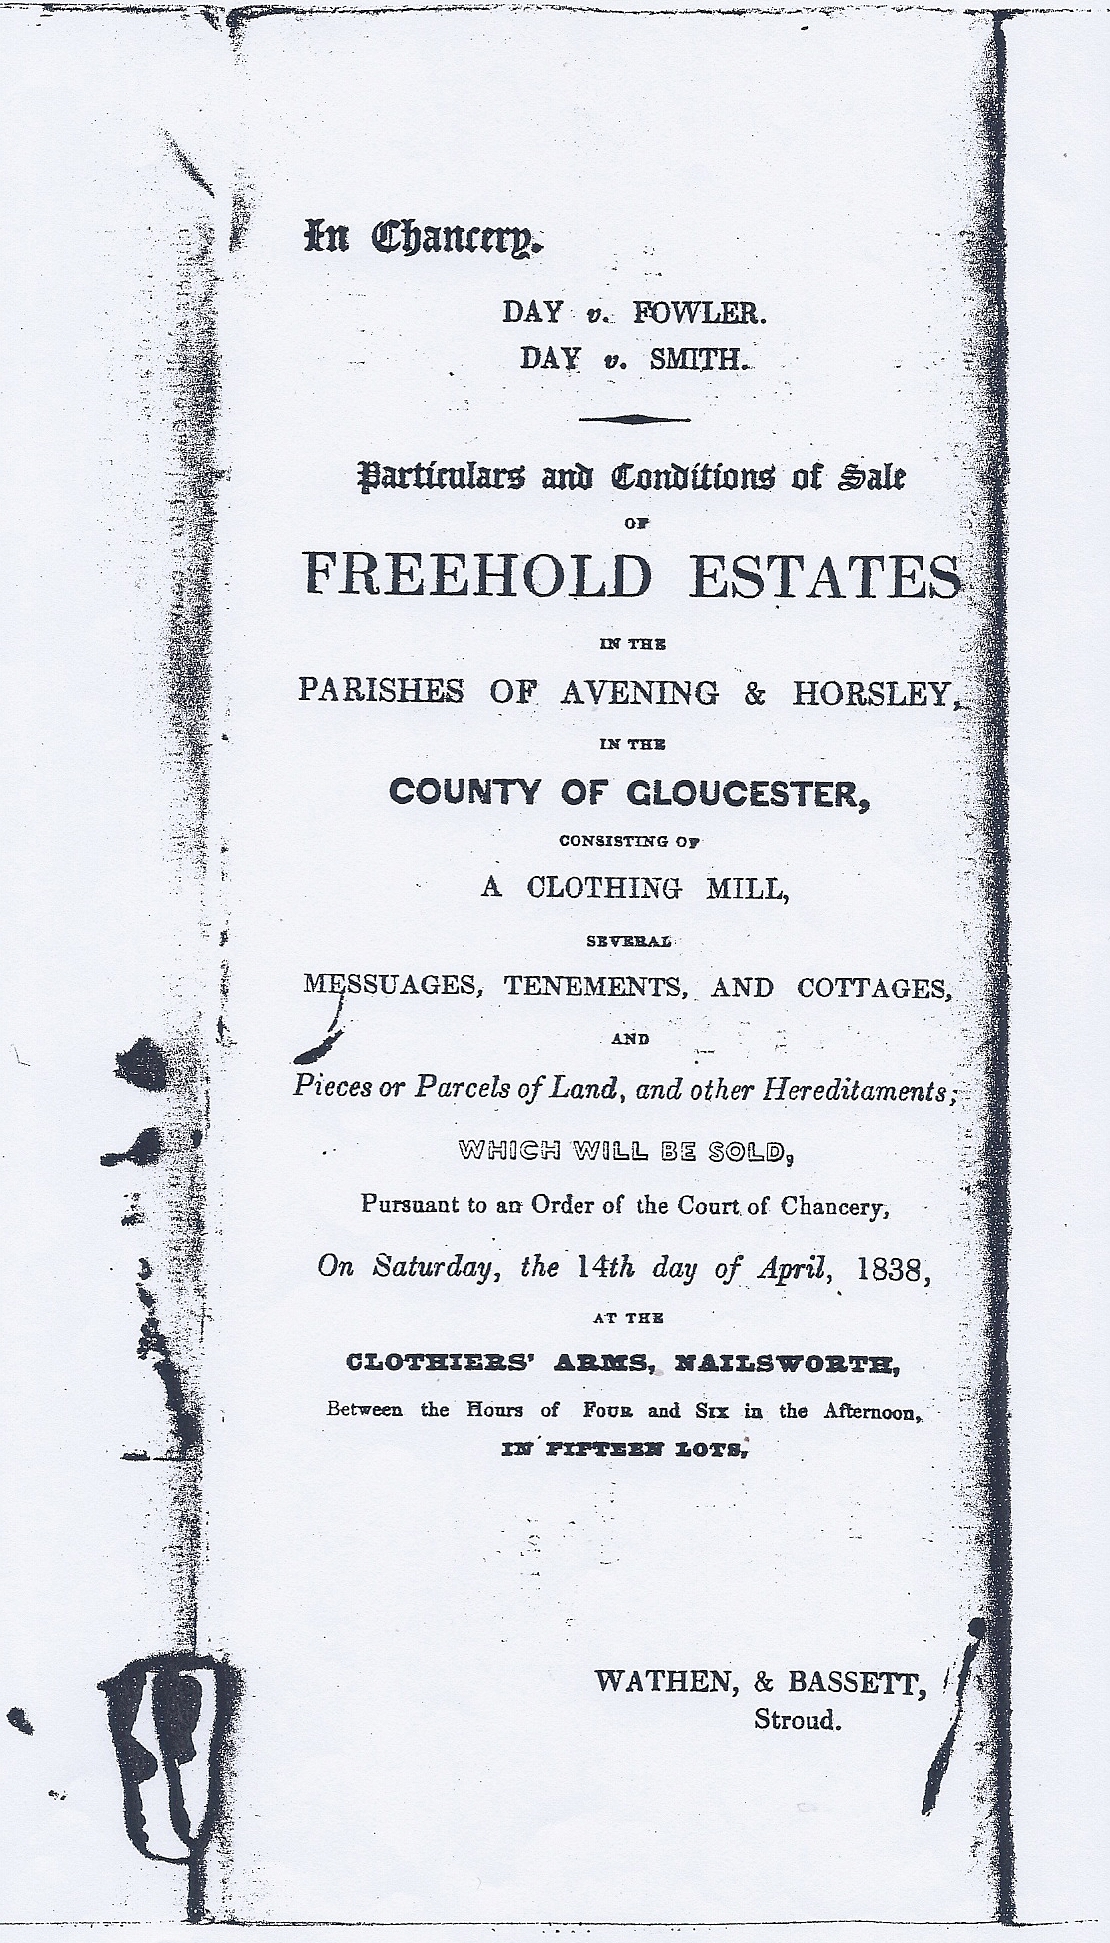 In Chancery.
DAY v. FOWLER.
DAY v. SMITH.
Particulars and Conditions of Sale
OF
FREEHOLD ESTATES
IN THE
PARISHES OF AVENING & HORSLEY,
IN THE
COUNTY OF GLOUCESTER,
CONSISTING OF
A CLOTHING MILL,
SEVERAL
MESSUAGES, TENEMENTS, AND COTTAGES,
AND
Pieces or Parcels of Land, and other Hereditaments;
WHICH WILL BE SOLD,
Pursuant to an Order of the Court of Chancery,
On Saturday, the 14th day of April, 1838,
AT THE
CLOTHIERS' ARMS, NAILSWORTH,
Between the Hours of FOUR and SIX in the Afternoon,
IN FIFTEEN LOTS,
WATHEN, & BASSETT,
Stroud.